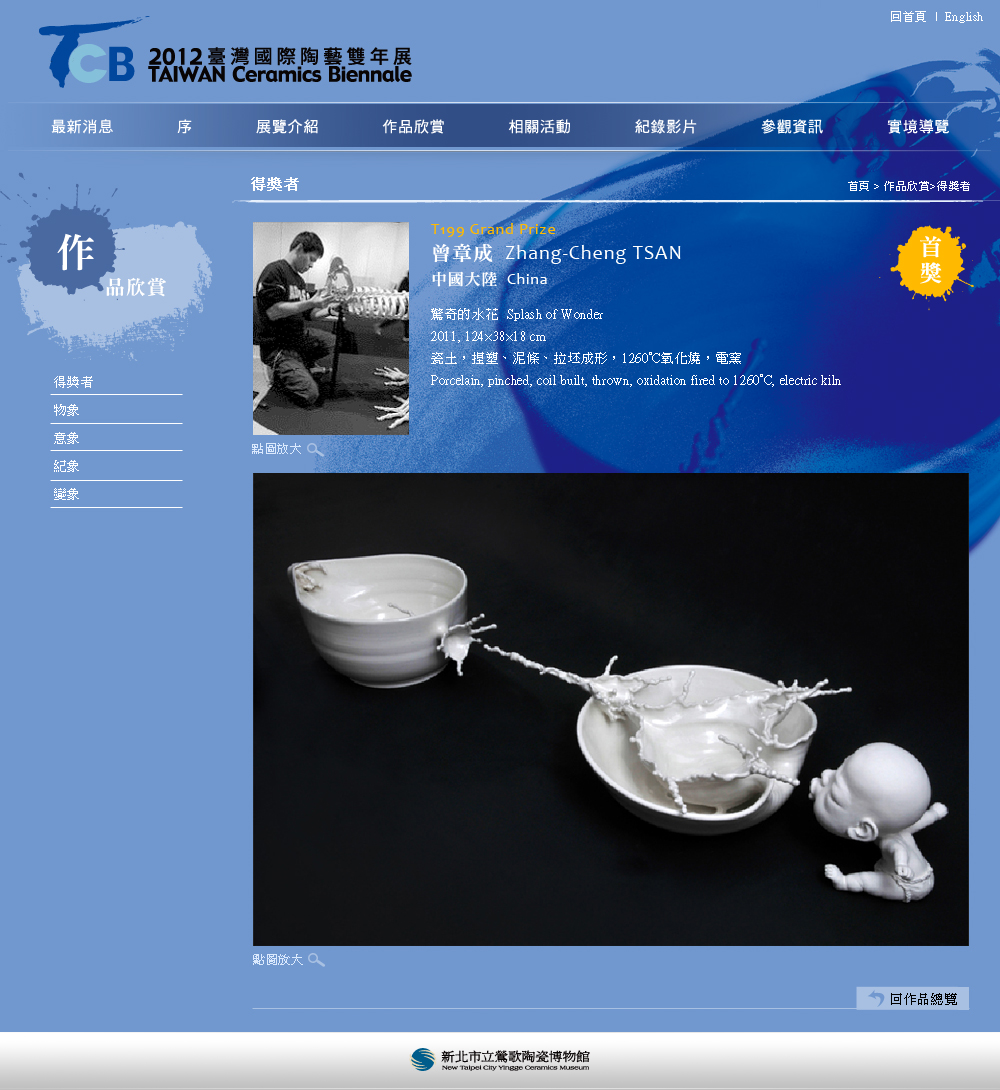 回首頁 | English
TCB 2012臺灣國際陶藝雙年展
TAIWAN Ceramics Biennale
最新消息 序 展覽介紹 作品欣賞 相關活動 紀錄影片 參觀資訊 實境導覽
得獎者
首頁 > 作品欣賞>得獎者
作品欣賞
得獎者
物象
意象
紀象
變象
T199 Grand Prize
曾章成 Zhang-Cheng TSAN
中國大陸 China
首獎
驚奇的水花 Splash of Wonder
2011, 124×38×18 cm
瓷土，捏塑、泥條、拉坯成形，1260°C氧化燒，電窯
Porcelain, pinched, coil built, thrown, oxidation fired to 1260°C, electric kiln
點圖放大
點圖放大
回作品總覽
新北市立鶯歌陶瓷博物館
New Taipei City Yingge Ceramics Museum